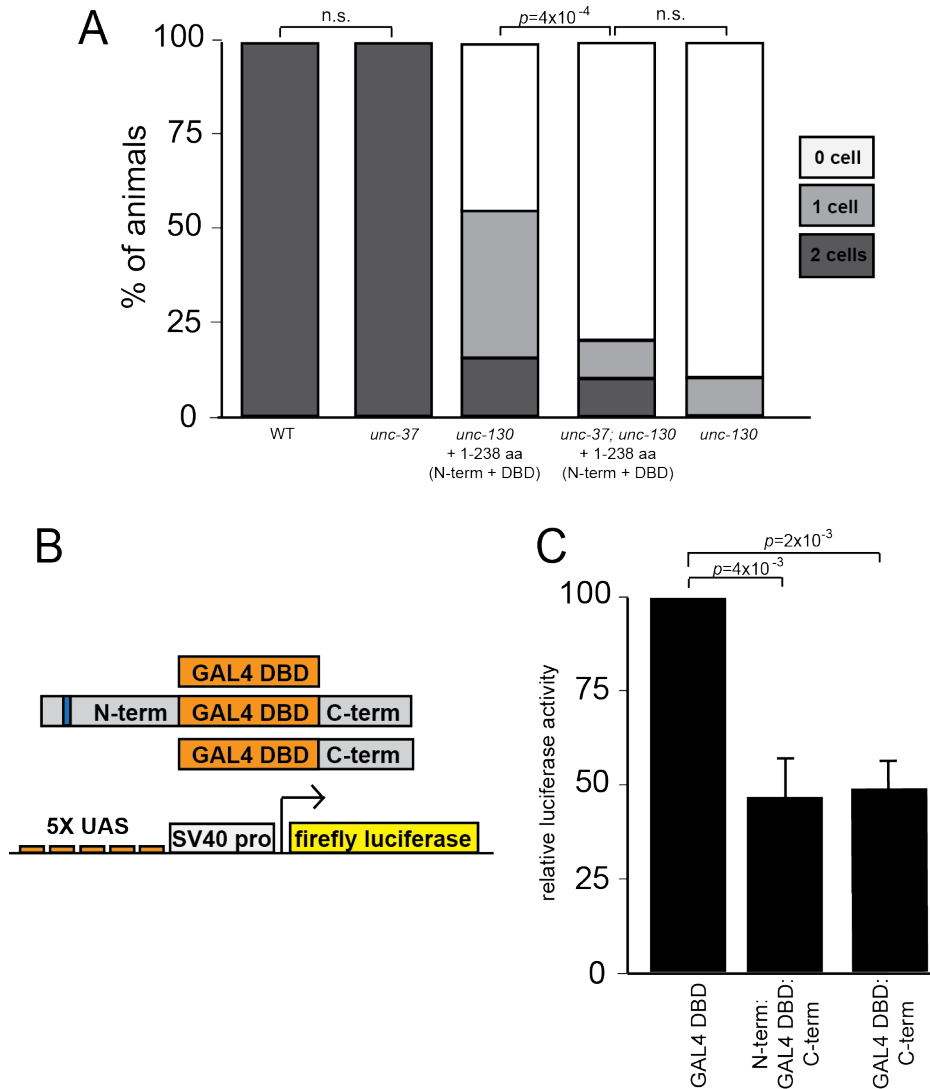 A
n.s.
p=4x10⁻⁴
n.s.
100
75
50
25
0
% of animals
0 cell
1 cell
2 cells
WT
unc-37
unc-130
+ 1-238 aa
(N-term + DBD)
unc-37; unc-130
+ 1-238 aa
(N-term + DBD)
unc-130
B
GAL4 DBD
N-term GAL4 DBD C-term
GAL4 DBD C-term
5X UAS
SV40 pro
firefly luciferase
C
p=2x10⁻³
p=4x10⁻³
100
75
50
25
0
relative luciferase activity
GAL4 DBD
N-term:
GAL4 DBD:
C-term
GAL4 DBD:
C-term